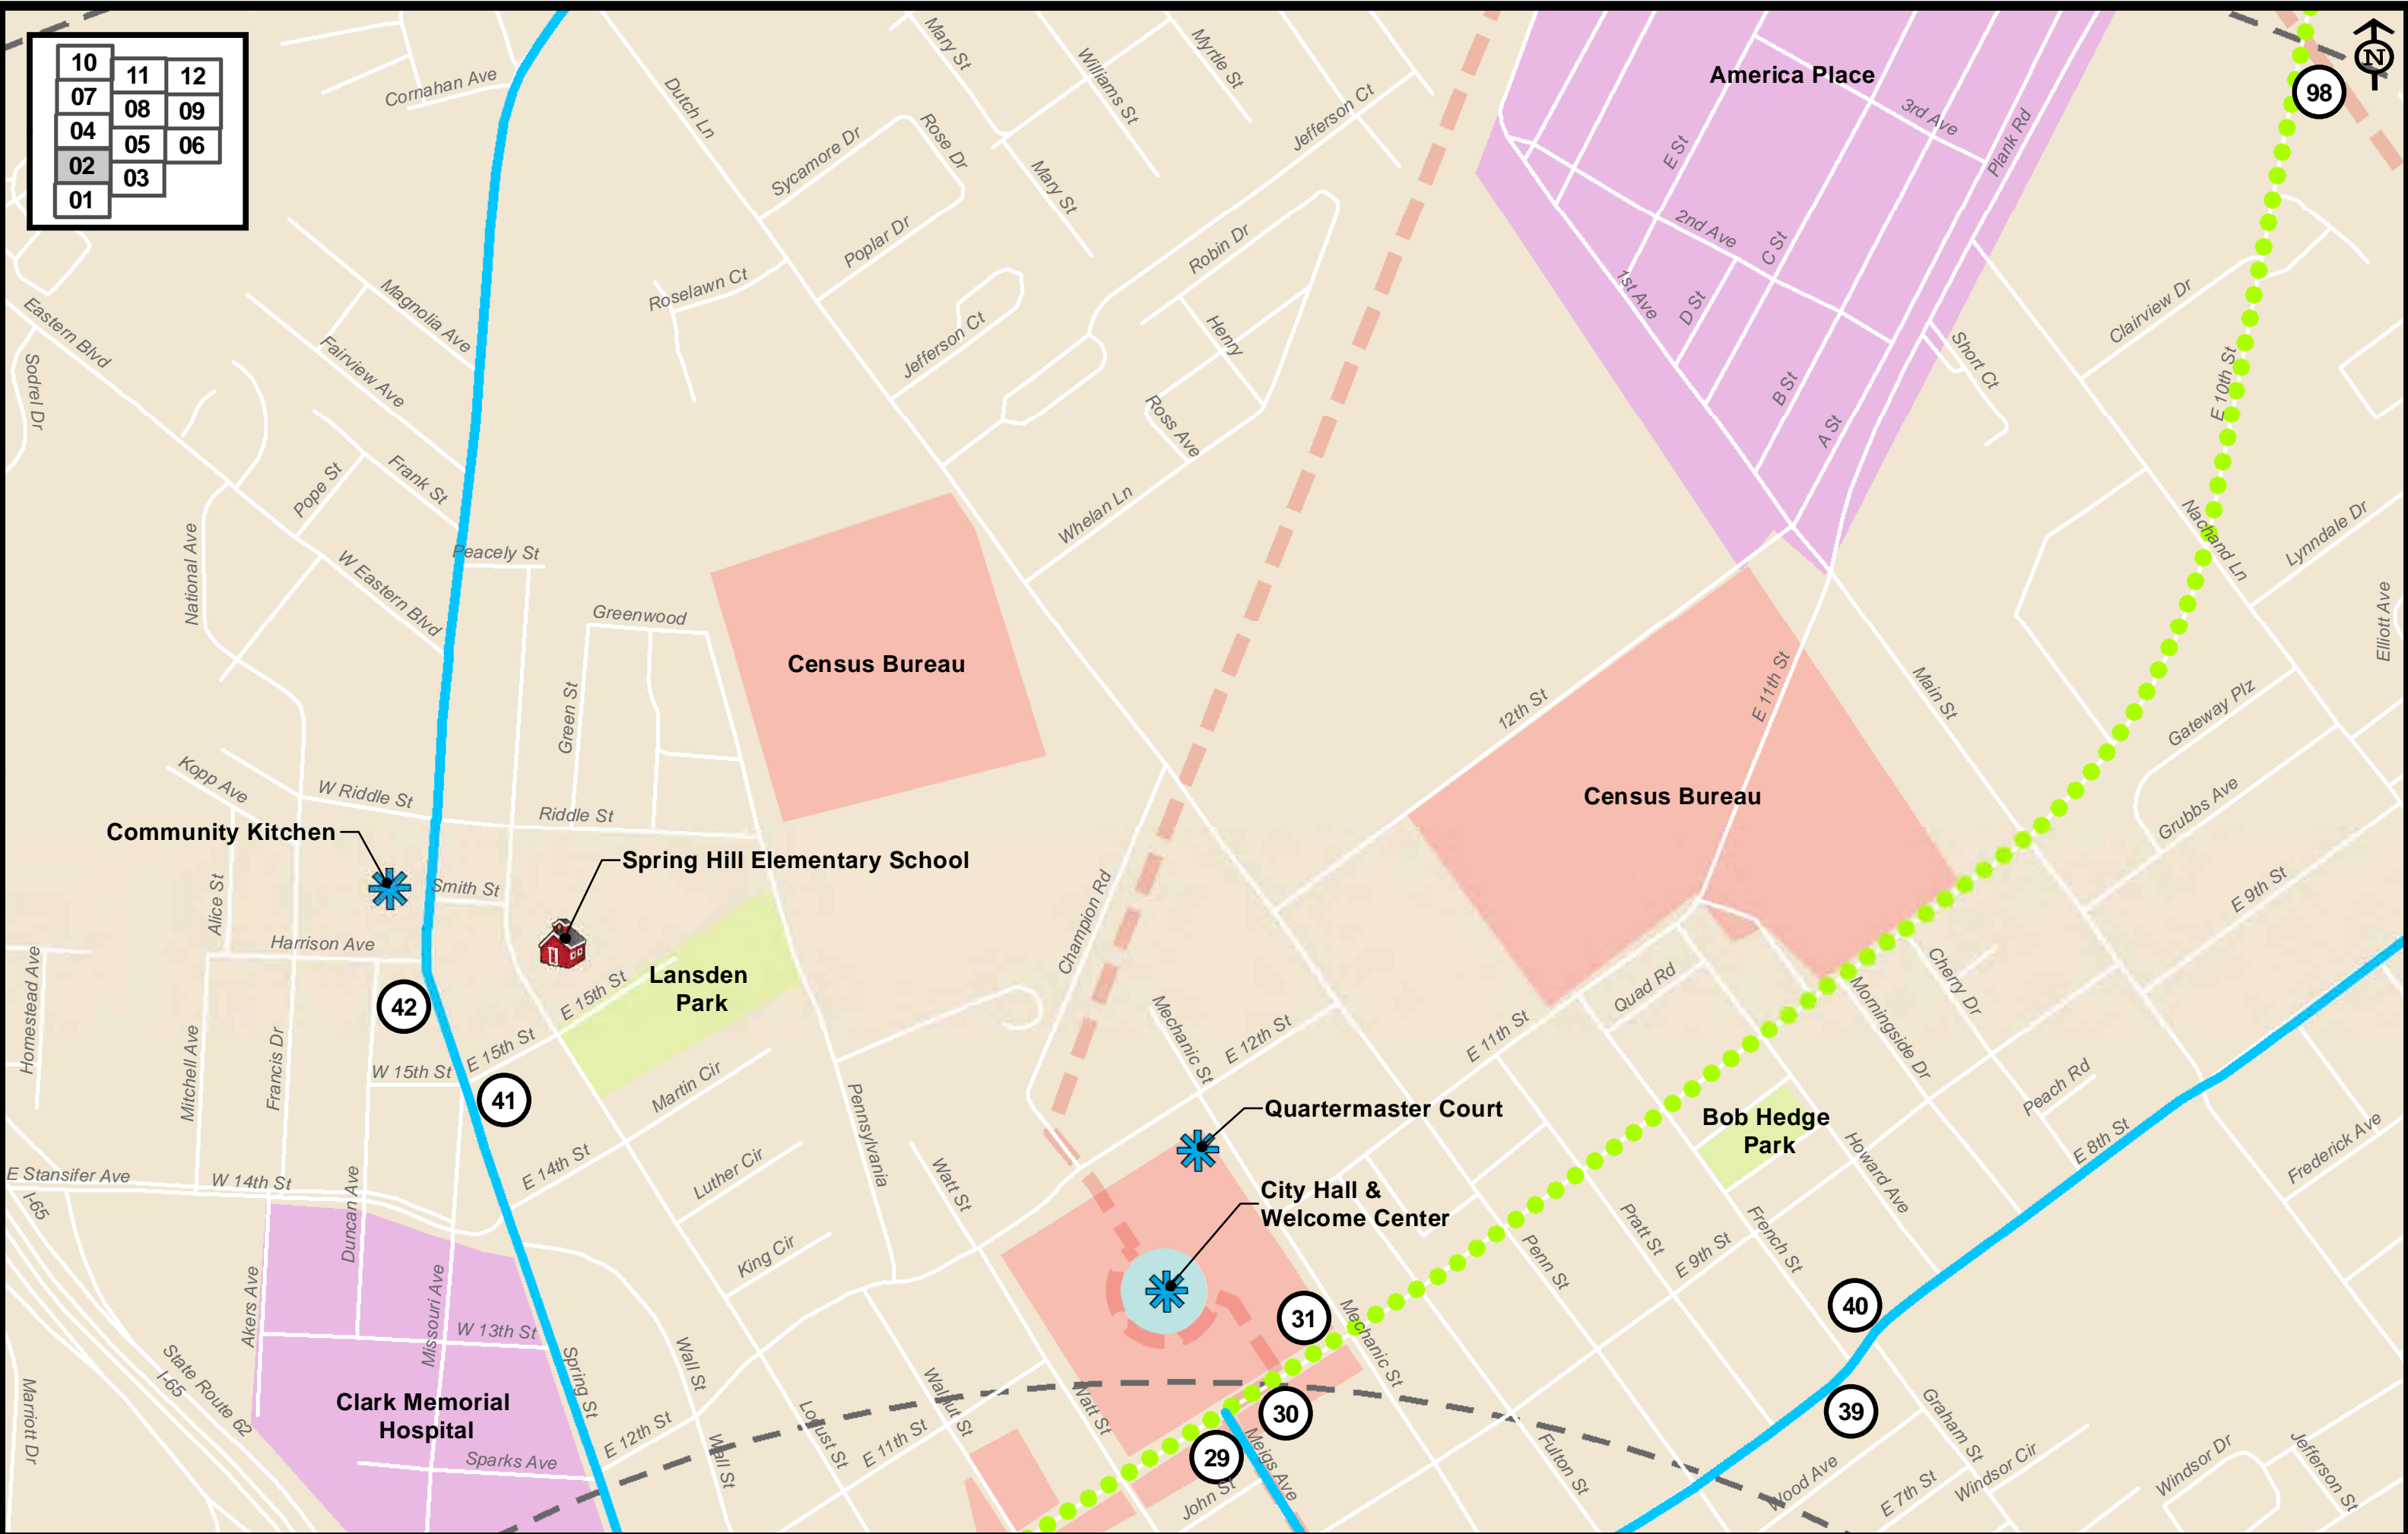 10
11
12
07
08
09
04
05
06
02
03
01
N
98
America Place
Cornahan Ave
Dutch Ln
Mary St
Williams St
Myrtle St
Jefferson Ct
Sycamore Dr
Rose Dr
Mary St
E St
3rd Ave
Plank Rd
Poplar Dr
Robin Dr
2nd Ave
C St
Roselawn Ct
Magnolia Ave
Eastern Blvd
Sodrel Dr
Fairview Ave
Jefferson Ct
Henry
1st Ave
D St
Clairview Dr
Short Ct
E 10th St
B St
A St
Ross Ave
Pope St
Frank St
Whelan Ln
National Ave
Peacely St
W Eastern Blvd
Nachand Ln
Lynndale Dr
Elliott Ave
Greenwood
Green St
Census Bureau
12th St
E 11th St
Main St
Gateway Plz
Kopp Ave
W Riddle St
Riddle St
Census Bureau
Grubbs Ave
Community Kitchen
Spring Hill Elementary School
Smith St
Alice St
Champion Rd
E 9th St
Harrison Ave
Homestead Ave
Lansden
Park
E 15th St
Quad Rd
Cherry Dr
Morningside Dr
42
Mechanic St
E 12th St
E 11th St
Mitchell Ave
Francis Dr
E 15th St
W 15th St
41
Martin Cir
Pennsylvania
Quartermaster Court
Bob Hedge
Park
Peach Rd
E 8th St
Frederick Ave
Howard Ave
E Stansifer Ave
W 14th St
E 14th St
Luther Cir
Watt St
City Hall &
Welcome Center
I-65
Duncan Ave
King Cir
Penn St
Pratt St
E 9th St
French St
Akers Ave
Missouri Ave
W 13th St
Wall St
31
Mechanic St
40
State Route 62
I-65
Marriott Dr
Clark Memorial
Hospital
Spring St
Walnut St
Watt St
30
39
Graham St
E 12th St
Sparks Ave
Wall St
Locust St
E 11th St
29
Meigs Ave
John St
Fulton St
Wood Ave
E 7th St
Windsor Cir
Windsor Dr
Jefferson St